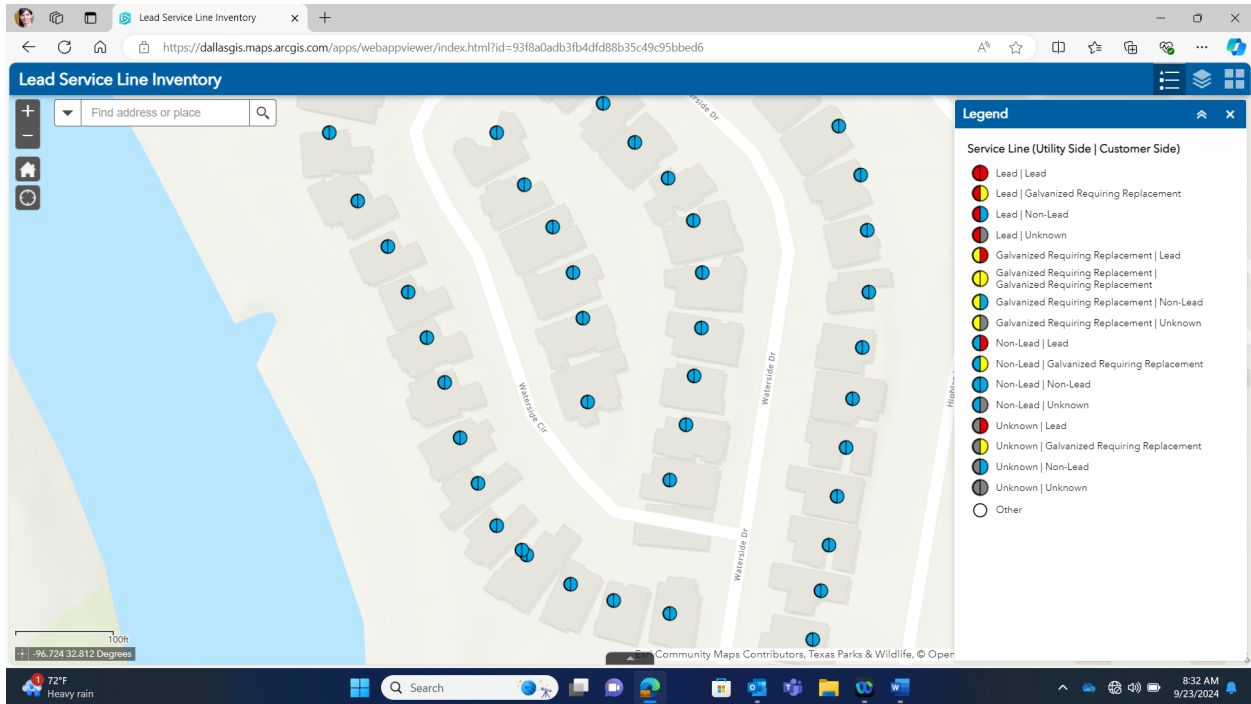 Lead Service Line Inventory
https://dallasgis.maps.arcgis.com/apps/webappviewer/index.html?id=93f8a0adb3fb4dfd88b35c49c95bbed6
Lead Service Line Inventory
Find address or place
Legend
Service Line (Utility Side | Customer Side)
Lead | Lead
Lead | Galvanized Requiring Replacement
Lead | Non-Lead
Lead | Unknown
Galvanized Requiring Replacement | Lead
Galvanized Requiring Replacement |
Galvanized Requiring Replacement
Galvanized Requiring Replacement | Non-Lead
Galvanized Requiring Replacement | Unknown
Non-Lead | Lead
Non-Lead | Galvanized Requiring Replacement
Non-Lead | Non-Lead
Non-Lead | Unknown
Unknown | Lead
Unknown | Galvanized Requiring Replacement
Unknown | Non-Lead
Unknown | Unknown
Other
rside Dr
Waterside Dr
Waterside Cir
Waterside Dr
100ft
-96.724 32.812 Degrees
Esri Community Maps Contributors, Texas Parks & Wildlife, © Open
1
72°F
Heavy rain
Search
8:32 AM
9/23/2024